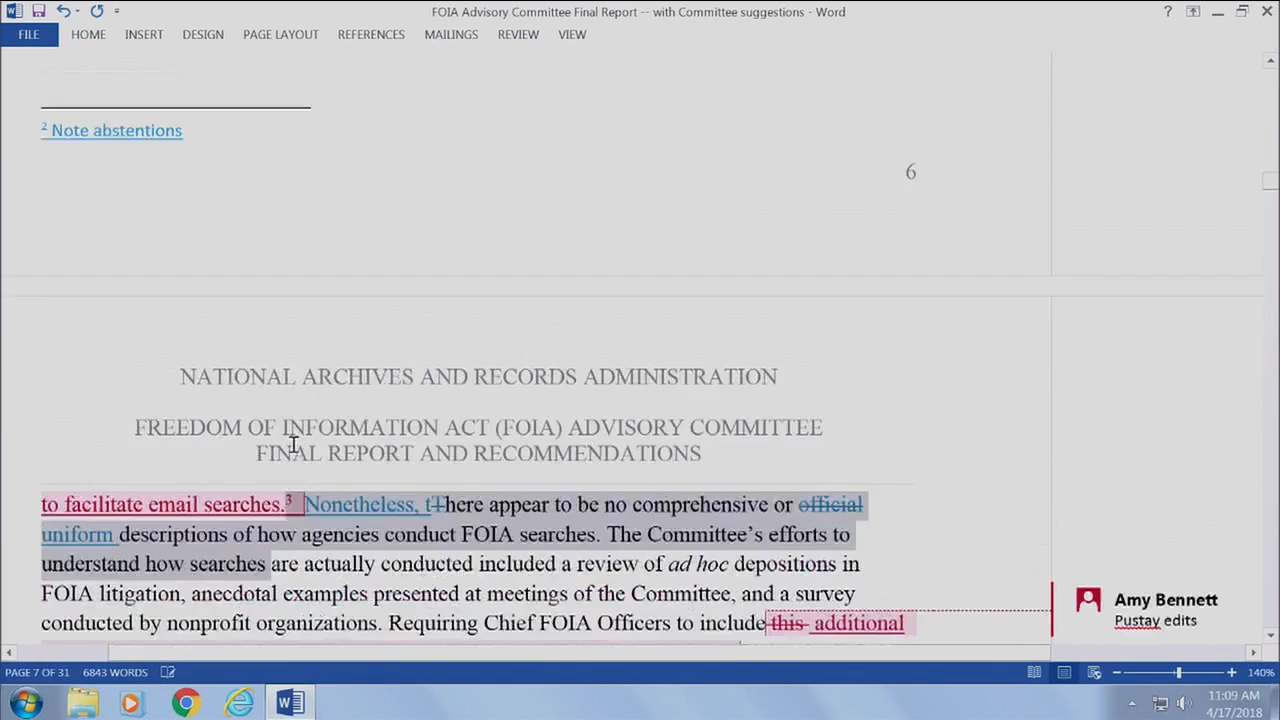 FOIA Advisory Committee Final Report -- with Committee suggestions - Word
?
FILE HOME INSERT DESIGN PAGE LAYOUT REFERENCES MAILINGS REVIEW VIEW
2 Note abstentions
6
NATIONAL ARCHIVES AND RECORDS ADMINISTRATION
FREEDOM OF INFORMATION ACT (FOIA) ADVISORY COMMITTEE
FINAL REPORT AND RECOMMENDATIONS
to facilitate email searches.3 Nonetheless, tThere appear to be no comprehensive or official
uniform descriptions of how agencies conduct FOIA searches. The Committee's efforts to
understand how searches are actually conducted included a review of ad hoc depositions in
FOIA litigation, anecdotal examples presented at meetings of the Committee, and a survey
conducted by nonprofit organizations. Requiring Chief FOIA Officers to include this additional
Amy Bennett
Pustay edits
PAGE 7 OF 31 6843 WORDS
140%
11:09 AM
4/17/2018